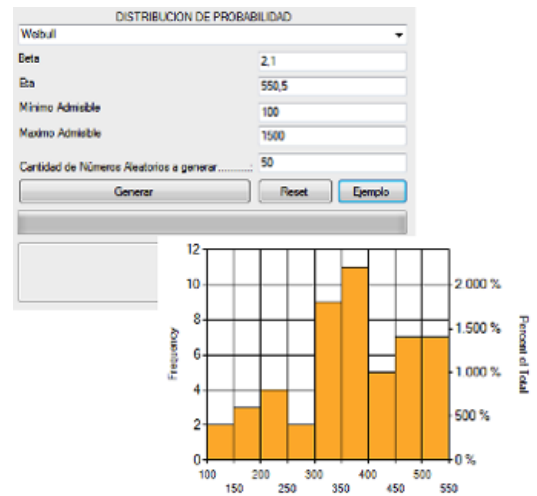 DISTRIBUCION DE PROBABILIDAD
Weibull
Beta 2,1
Eta 550,5
Mínimo Admisible 100
Maximo Admisible 1500
Cantidad de Números Aleatorios a generar..........: 50
Generar Reset Ejemplo
12
10
8
6
4
2
0
Frequency
2 000 %
1 500 %
1 000 %
500 %
0 %
Percent of Total
100 200 300 400 500
150 250 350 450 550